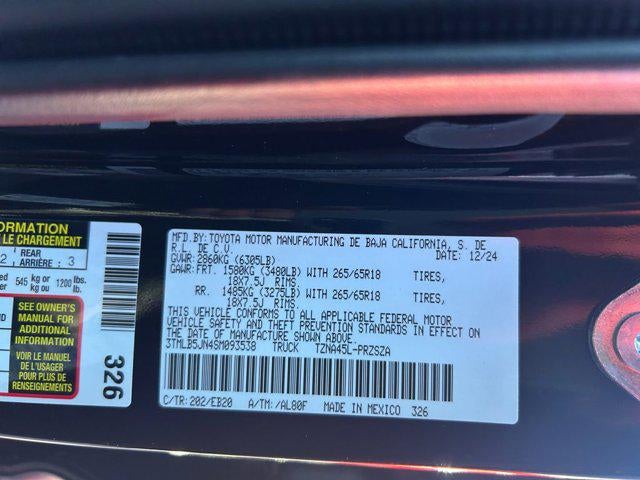 FORMATION
LE CHARGEMENT
2 REAR ARRIÈRE : 3
545 kg or kg ou 1200 lbs. lb.
SEE OWNER'S
MANUAL FOR
ADDITIONAL
INFORMATION
VOIR LE MANUEL
DE L'USAGER
POUR PLUS DE
RENSEIGNEMENTS
326
MFD.BY:TOYOTA MOTOR MANUFACTURING DE BAJA CALIFORNIA, S. DE
R.L. DE C.V. DATE: 12/24
GVWR:2860KG (6305LB)
GAWR:FRT. 1580KG (3480LB) WITH 265/65R18 TIRES,
18X7.5J RIMS
RR. 1485KG (3275LB) WITH 265/65R18 TIRES,
18X7.5J RIMS
THIS VEHICLE CONFORMS TO ALL APPLICABLE FEDERAL MOTOR
VEHICLE SAFETY AND THEFT PREVENTION STANDARDS IN EFFECT ON
THE DATE OF MANUFACTURE SHOWN ABOVE.
3TMLB5JN4SM093538 TRUCK TZNA45L-PRZSZA
C/TR:202/EB20 A/TM:/AL80F MADE IN MEXICO 326